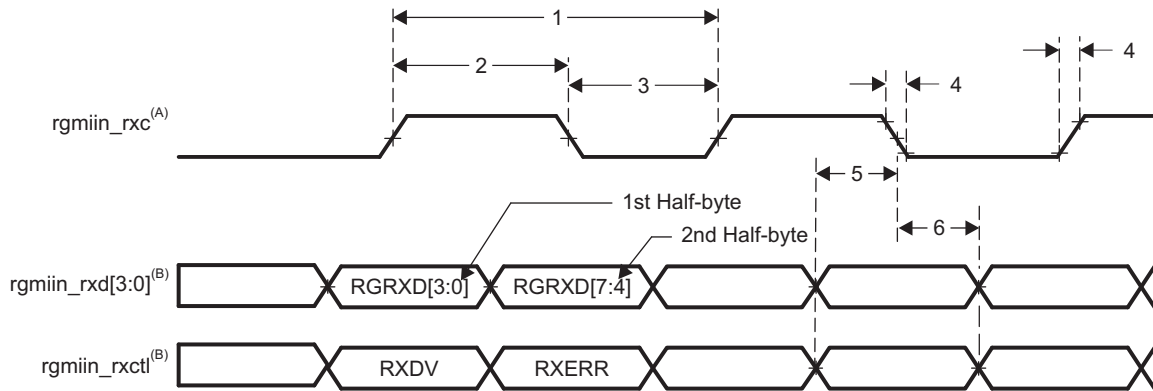 1
2
3
4
4
rgmiin_rxc(A)
5
1st Half-byte
6
2nd Half-byte
rgmiin_rxd[3:0](B)
RGRXD[3:0]
RGRXD[7:4]
rgmiin_rxctl(B)
RXDV
RXERR